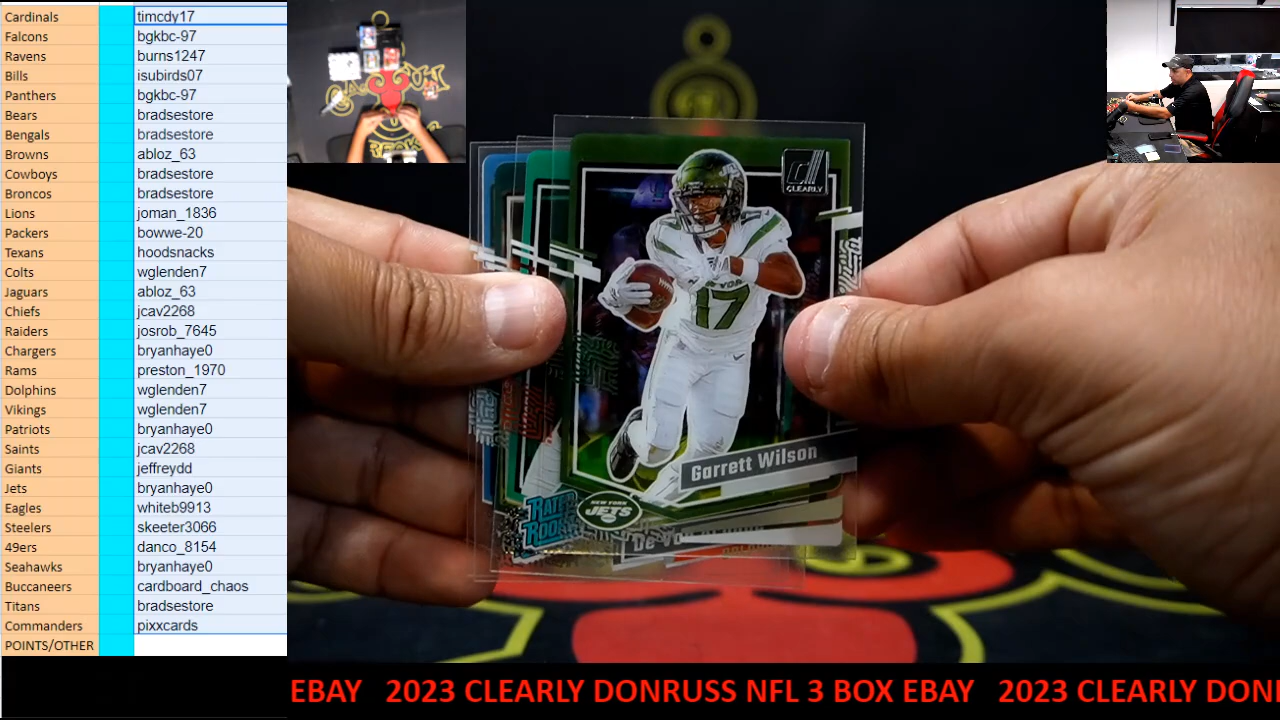 Cardinals timcdy17
Falcons bgkbc-97
Ravens burns1247
Bills isubirds07
Panthers bgkbc-97
Bears bradsestore
Bengals bradsestore
Browns abloz_63
Cowboys bradsestore
Broncos bradsestore
Lions joman_1836
Packers bowwe-20
Texans hoodsnacks
Colts wglenden7
Jaguars abloz_63
Chiefs jcav2268
Raiders josrob_7645
Chargers bryanhaye0
Rams preston_1970
Dolphins wglenden7
Vikings wglenden7
Patriots bryanhaye0
Saints jcav2268
Giants jeffreydd
Jets bryanhaye0
Eagles whiteb9913
Steelers skeeter3066
49ers danco_8154
Seahawks bryanhaye0
Buccaneers cardboard_chaos
Titans bradsestore
Commanders pixxcards
POINTS/OTHER
CLEARLY
17
Garrett Wilson
RATED
ROOKIE
NEW YORK
JETS
EBAY 2023 CLEARLY DONRUSS NFL 3 BOX EBAY 2023 CLEARLY DON